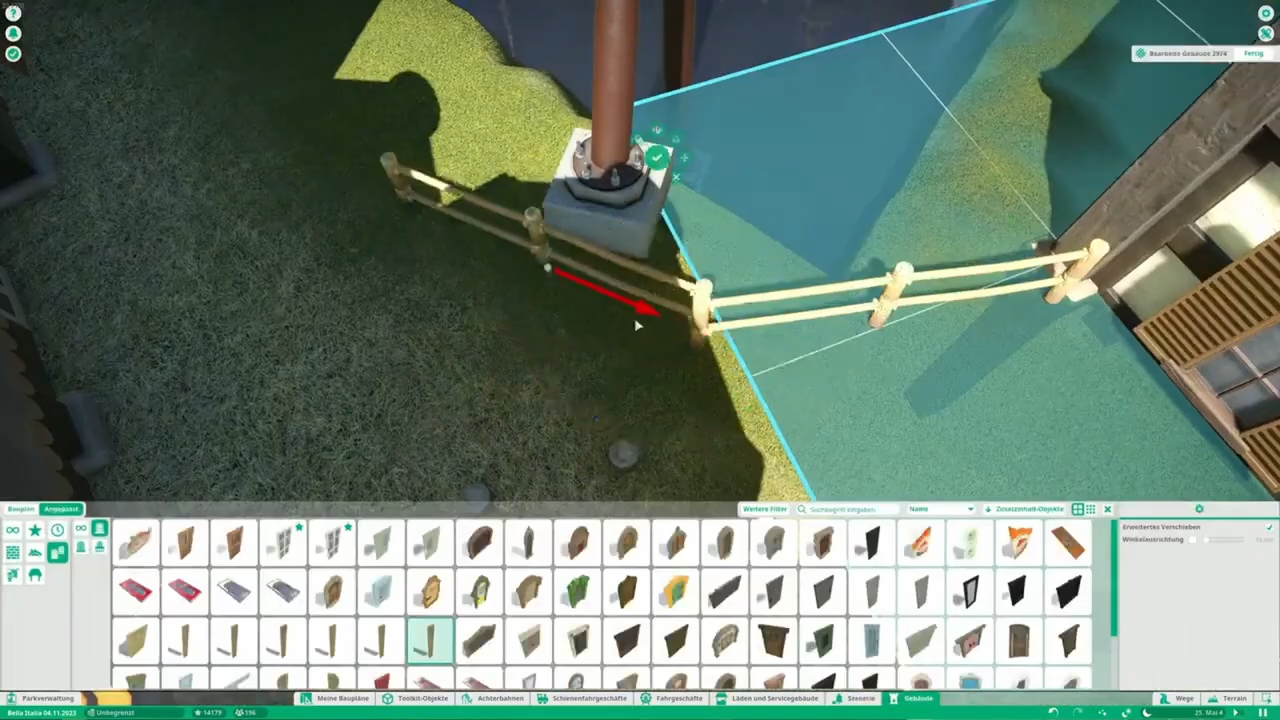 Bearbeite Gebäude 2974
Fertig
Bauplan
Angepasst
Weitere Filter
Suchbegriff eingeben
Name
Zusatzinhalt-Objekte
Erweitertes Verschieben
Winkelausrichtung
Parkverwaltung
Meine Baupläne
Toolkit-Objekte
Achterbahnen
Schienenfahrgeschäfte
Fahrgeschäfte
Läden und Servicegebäude
Szenerie
Gebäude
Wege
Terrain
Bella Italia 04.11.2023
Unbegrenzt
14179
196
25. Mai 4